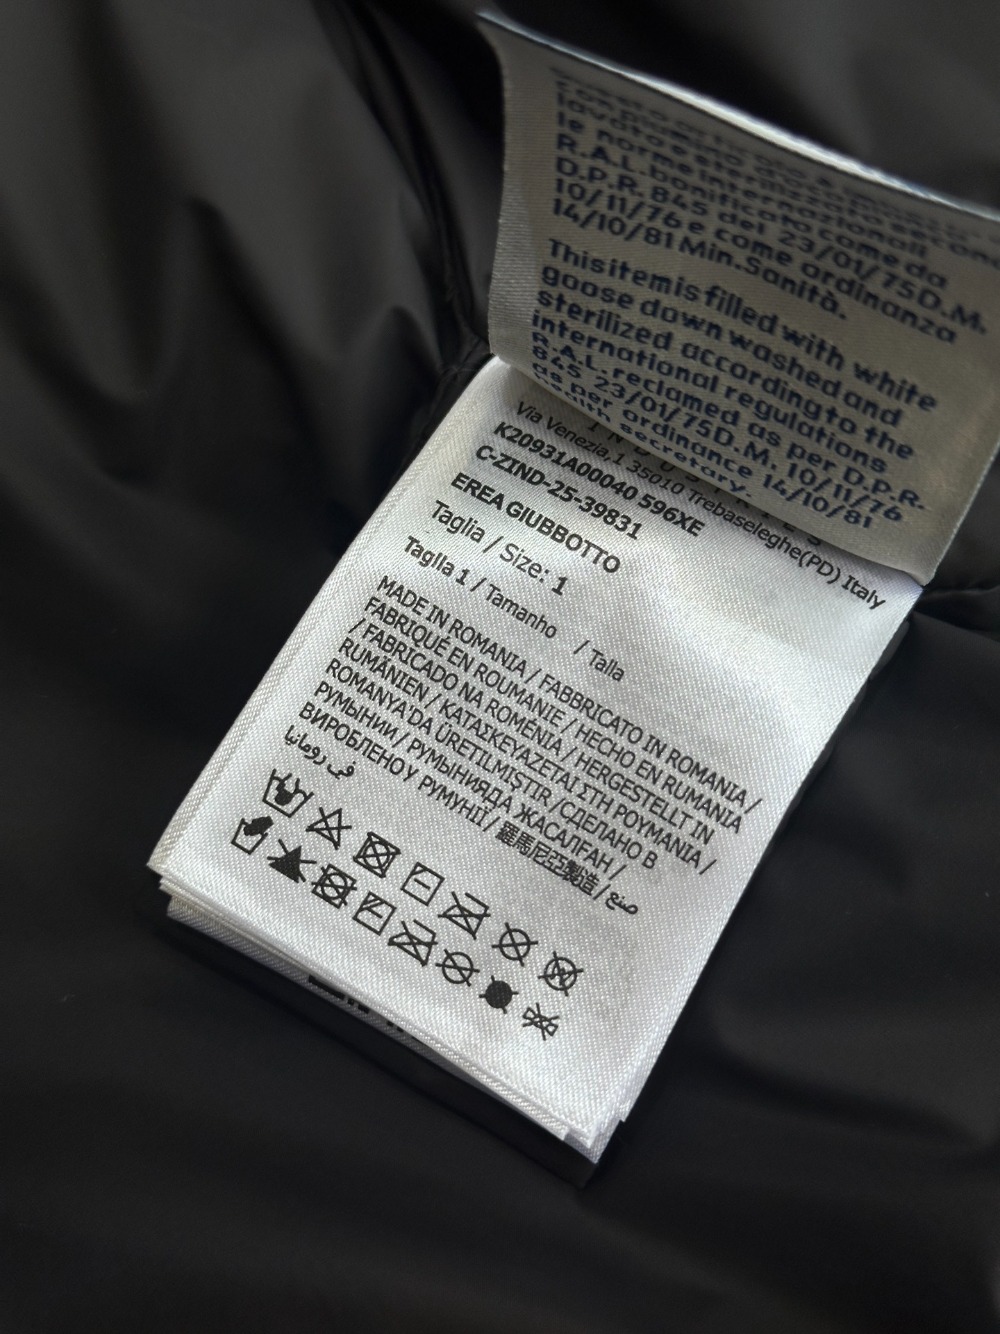 lavato e sterilizzato secondo
le norme internazionali
R.A.L. bonificato come da
D.P.R. 845 del 23/01/75 D.M.
10/11/76 e come ordinanza
14/10/81 Min. Sanità.
This item is filled with white
goose down washed and
sterilized according to the
international regulations
R.A.L. reclamed as per D.P.R.
845 23/01/75 D.M. 10/11/76
as per ordinance 14/10/81
health secretary.
INDUSTRIES
Via Venezia,1 35010 Trebaseleghe(PD) Italy
K20931A00040 596XE
C-ZIND-25-39831
EREA GIUBBOTTO
Taglia / Size: 1
Taglla 1 / Tamanho / Talla
MADE IN ROMANIA / FABBRICATO IN ROMANIA /
FABRIQUÉ EN ROUMANIE / HECHO EN RUMANIA
/ FABRICADO NA ROMÉNIA / HERGESTELLT IN
RUMÄNIEN / ΚΑΤΑΣΚΕΥΑΖΕΤΑΙ ΣΤΗ ΡΟΥΜΑΝΙΑ /
ROMANYA'DA ÜRETILMIŞTIR /СДЕЛАНО В
РУМЫНИИ / РУМЫНИЯДА ЖАСАЛҒАН /
ВИРОБЛЕНО У РУМУНІЇ / 羅馬尼亞製造 / صنع
في رومانيا